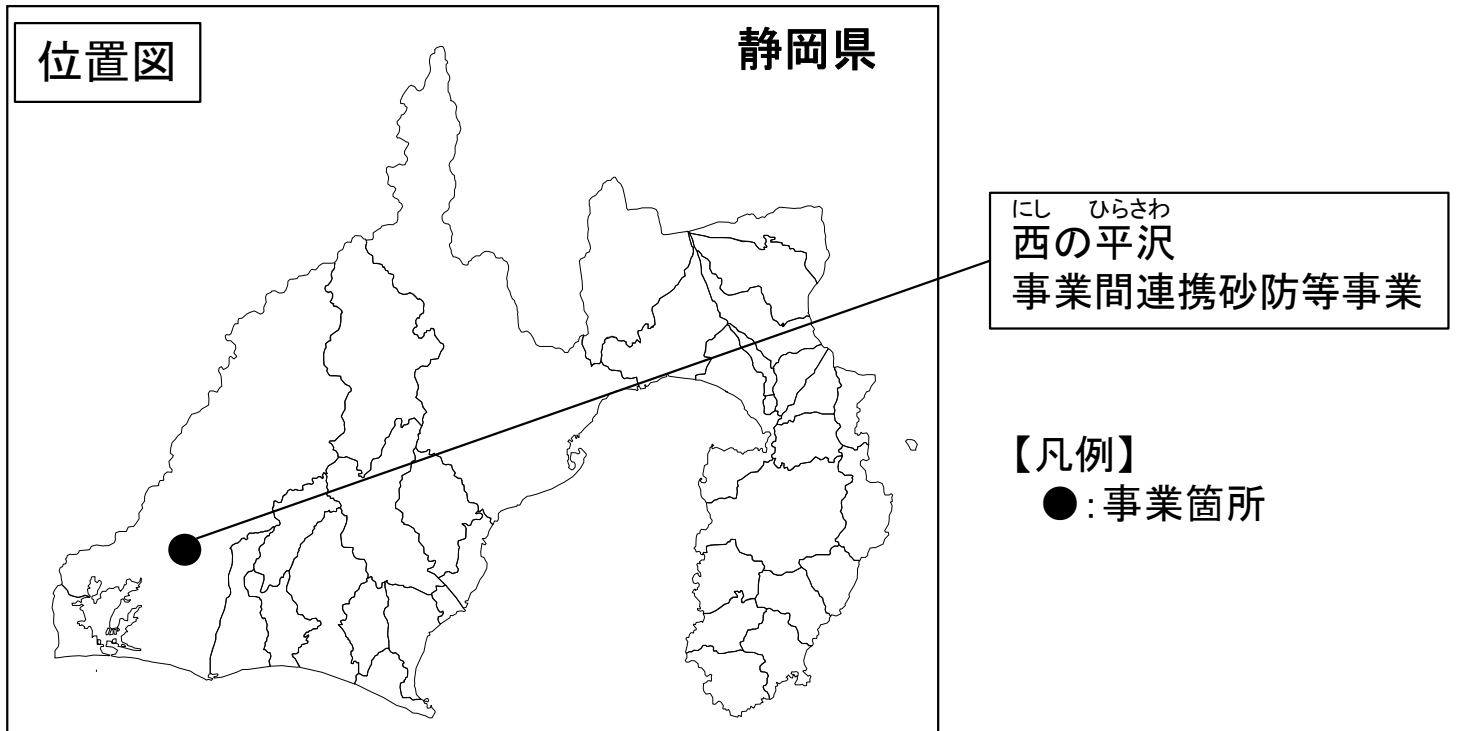 位置図
静岡県
にし ひらさわ
西の平沢
事業間連携砂防等事業
【凡例】
●:事業箇所